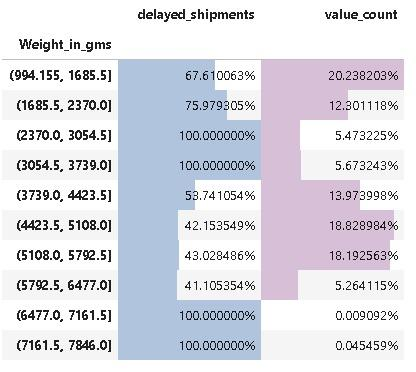 delayed_shipments value_count
Weight_in_gms
(994.155, 1685.5] 67.610063% 20.238203%
(1685.5, 2370.0] 75.979305% 12.301118%
(2370.0, 3054.5] 100.000000% 5.473225%
(3054.5, 3739.0] 100.000000% 5.673243%
(3739.0, 4423.5] 53.741054% 13.973998%
(4423.5, 5108.0] 42.153549% 18.828984%
(5108.0, 5792.5] 43.028486% 18.192563%
(5792.5, 6477.0] 41.105354% 5.264115%
(6477.0, 7161.5] 100.000000% 0.009092%
(7161.5, 7846.0] 100.000000% 0.045459%